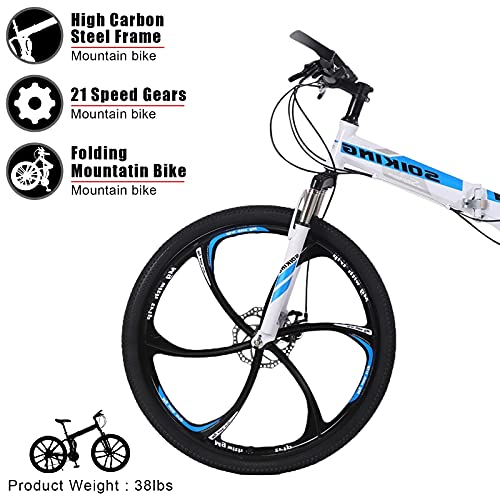 High Carbon
Steel Frame
Mountain bike
21 Speed Gears
Mountain bike
Folding
Mountatin Bike
Mountain bike
SOIKING
Product Weight : 38lbs